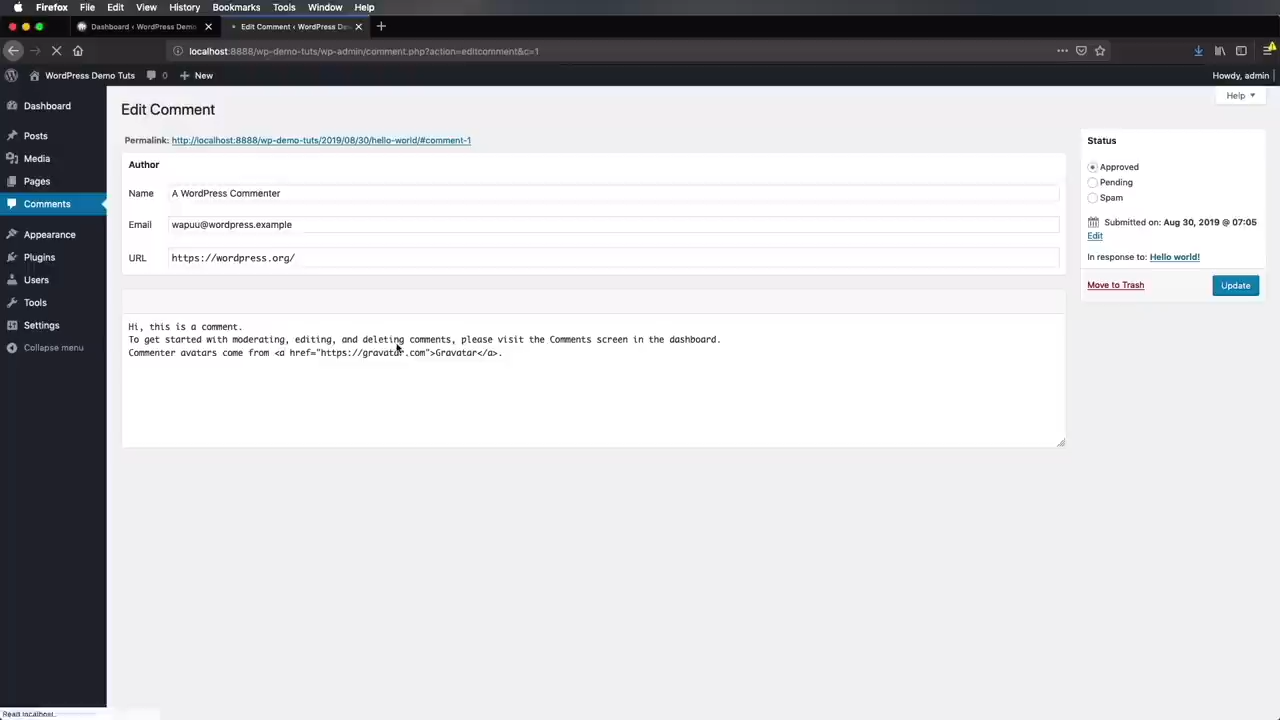 Firefox File Edit View History Bookmarks Tools Window Help
Dashboard ‹ WordPress Demo
Edit Comment ‹ WordPress De
localhost:8888/wp-demo-tuts/wp-admin/comment.php?action=editcomment&c=1
WordPress Demo Tuts 0 + New
Howdy, admin
Help
Dashboard
Posts
Media
Pages
Comments
Appearance
Plugins
Users
Tools
Settings
Collapse menu
Edit Comment
Permalink: http://localhost:8888/wp-demo-tuts/2019/08/30/hello-world/#comment-1
Author
Name A WordPress Commenter
Email wapuu@wordpress.example
URL https://wordpress.org/
Hi, this is a comment.
To get started with moderating, editing, and deleting comments, please visit the Comments screen in the dashboard.
Commenter avatars come from <a href="https://gravatar.com">Gravatar</a>.
Status
Approved
Pending
Spam
Submitted on: Aug 30, 2019 @ 07:05
Edit
In response to: Hello world!
Move to Trash
Update
Read localhost